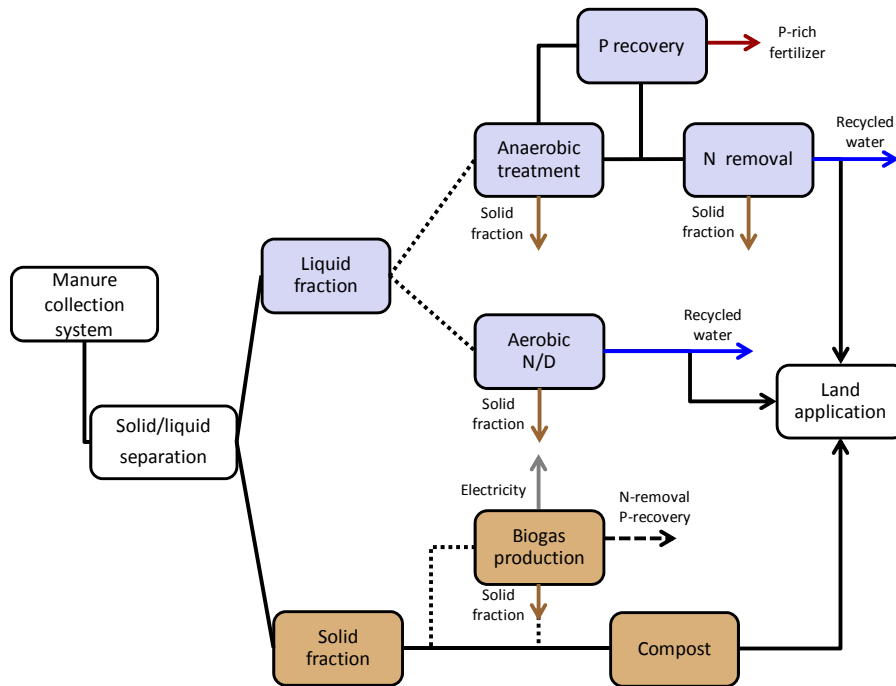 P recovery
P-rich
fertilizer
Anaerobic
treatment
N removal
Recycled
water
Solid
fraction
Solid
fraction
Liquid
fraction
Manure
collection
system
Aerobic
N/D
Recycled
water
Solid
fraction
Land
application
Solid/liquid
separation
Electricity
N-removal
P-recovery
Biogas
production
Solid
fraction
Solid
fraction
Compost